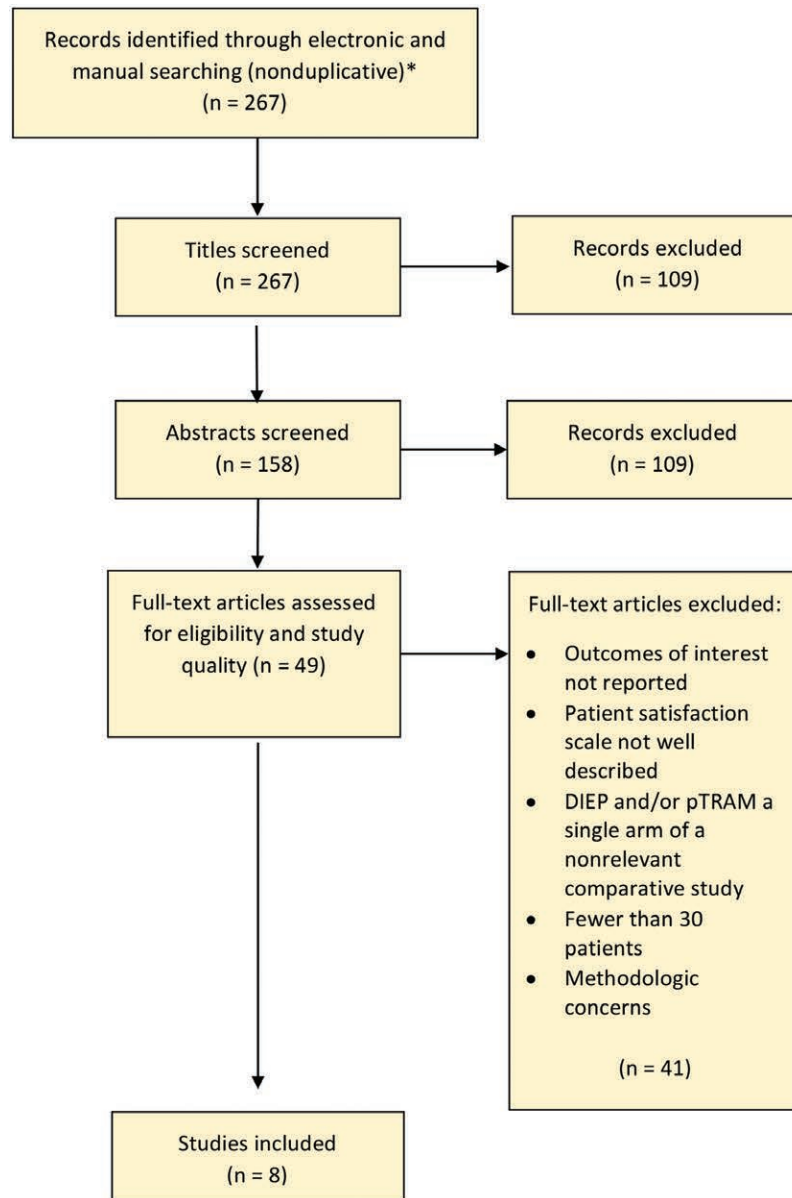 Records identified through electronic and
manual searching (nonduplicative)*
(n = 267)
Titles screened
(n = 267)
Records excluded
(n = 109)
Abstracts screened
(n = 158)
Records excluded
(n = 109)
Full-text articles assessed
for eligibility and study
quality (n = 49)
Full-text articles excluded:
• Outcomes of interest
not reported
• Patient satisfaction
scale not well
described
• DIEP and/or pTRAM a
single arm of a
nonrelevant
comparative study
• Fewer than 30
patients
• Methodologic
concerns
(n = 41)
Studies included
(n = 8)